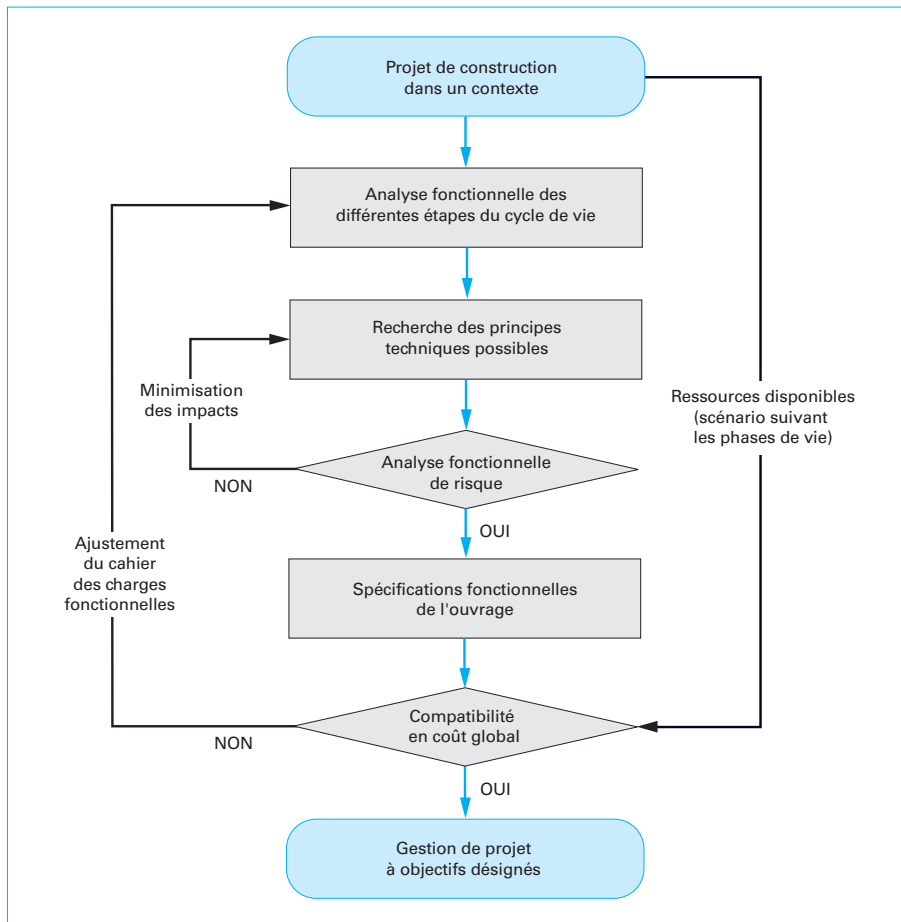 Projet de construction
dans un contexte
Analyse fonctionnelle des
différentes étapes du cycle de vie
Recherche des principes
techniques possibles
Minimisation
des impacts
Ressources disponibles
(scénario suivant
les phases de vie)
Analyse fonctionnelle
de risque
NON
OUI
Ajustement
du cahier
des charges
fonctionnelles
Spécifications fonctionnelles
de l'ouvrage
Compatibilité
en coût global
NON
OUI
Gestion de projet
à objectifs désignés